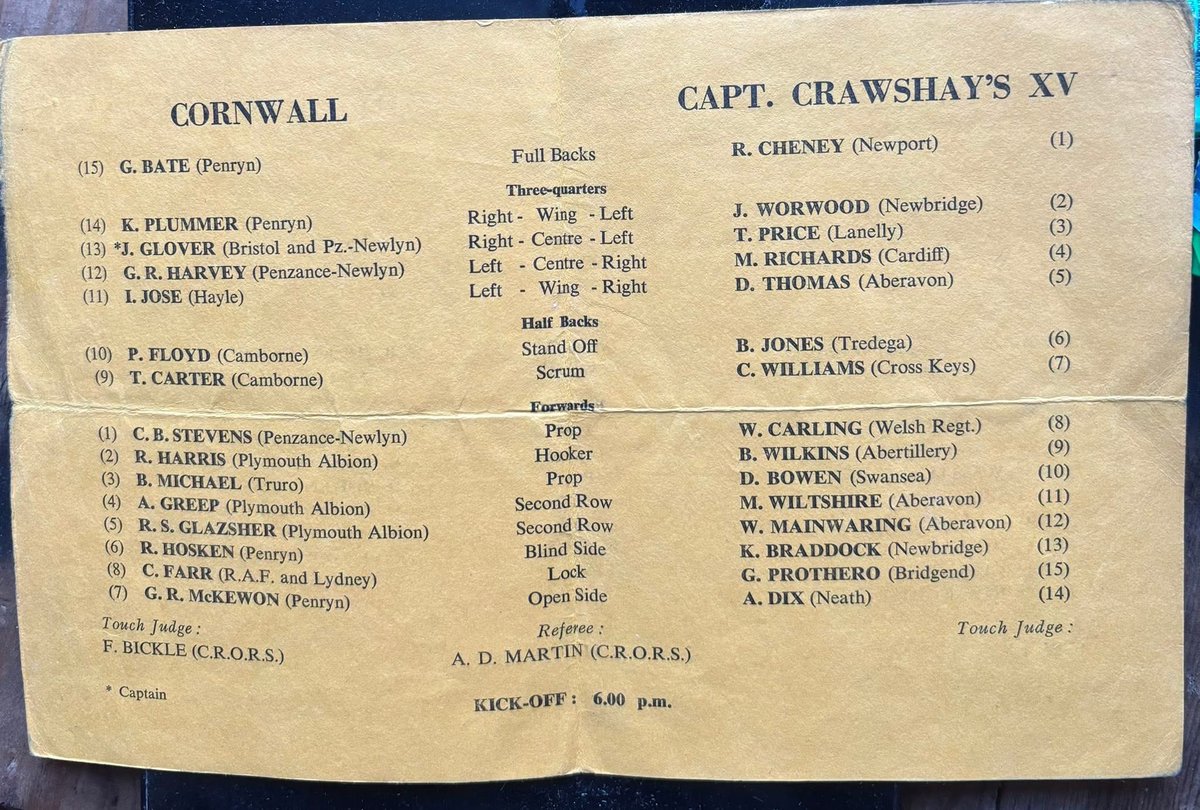 CORNWALL CAPT. CRAWSHAY'S XV
(15) G. BATE (Penryn) Full Backs R. CHENEY (Newport) (1)
Three-quarters
(14) K. PLUMMER (Penryn) Right - Wing - Left J. WORWOOD (Newbridge) (2)
(13) *J. GLOVER (Bristol and Pz.-Newlyn) Right - Centre - Left T. PRICE (Lanelly) (3)
(12) G. R. HARVEY (Penzance-Newlyn) Left - Centre - Right M. RICHARDS (Cardiff) (4)
(11) I. JOSE (Hayle) Left - Wing - Right D. THOMAS (Aberavon) (5)
Half Backs
(10) P. FLOYD (Camborne) Stand Off B. JONES (Tredega) (6)
(9) T. CARTER (Camborne) Scrum C. WILLIAMS (Cross Keys) (7)
Forwards
(1) C. B. STEVENS (Penzance-Newlyn) Prop W. CARLING (Welsh Regt.) (8)
(2) R. HARRIS (Plymouth Albion) Hooker B. WILKINS (Abertillery) (9)
(3) B. MICHAEL (Truro) Prop D. BOWEN (Swansea) (10)
(4) A. GREEP (Plymouth Albion) Second Row M. WILTSHIRE (Aberavon) (11)
(5) R. S. GLAZSHER (Plymouth Albion) Second Row W. MAINWARING (Aberavon) (12)
(6) R. HOSKEN (Penryn) Blind Side K. BRADDOCK (Newbridge) (13)
(8) C. FARR (R.A.F. and Lydney) Lock G. PROTHERO (Bridgend) (15)
(7) G. R. McKEWON (Penryn) Open Side A. DIX (Neath) (14)
Touch Judge : Referee : Touch Judge :
F. BICKLE (C.R.O.R.S.) A. D. MARTIN (C.R.O.R.S.)
* Captain KICK-OFF : 6.00 p.m.